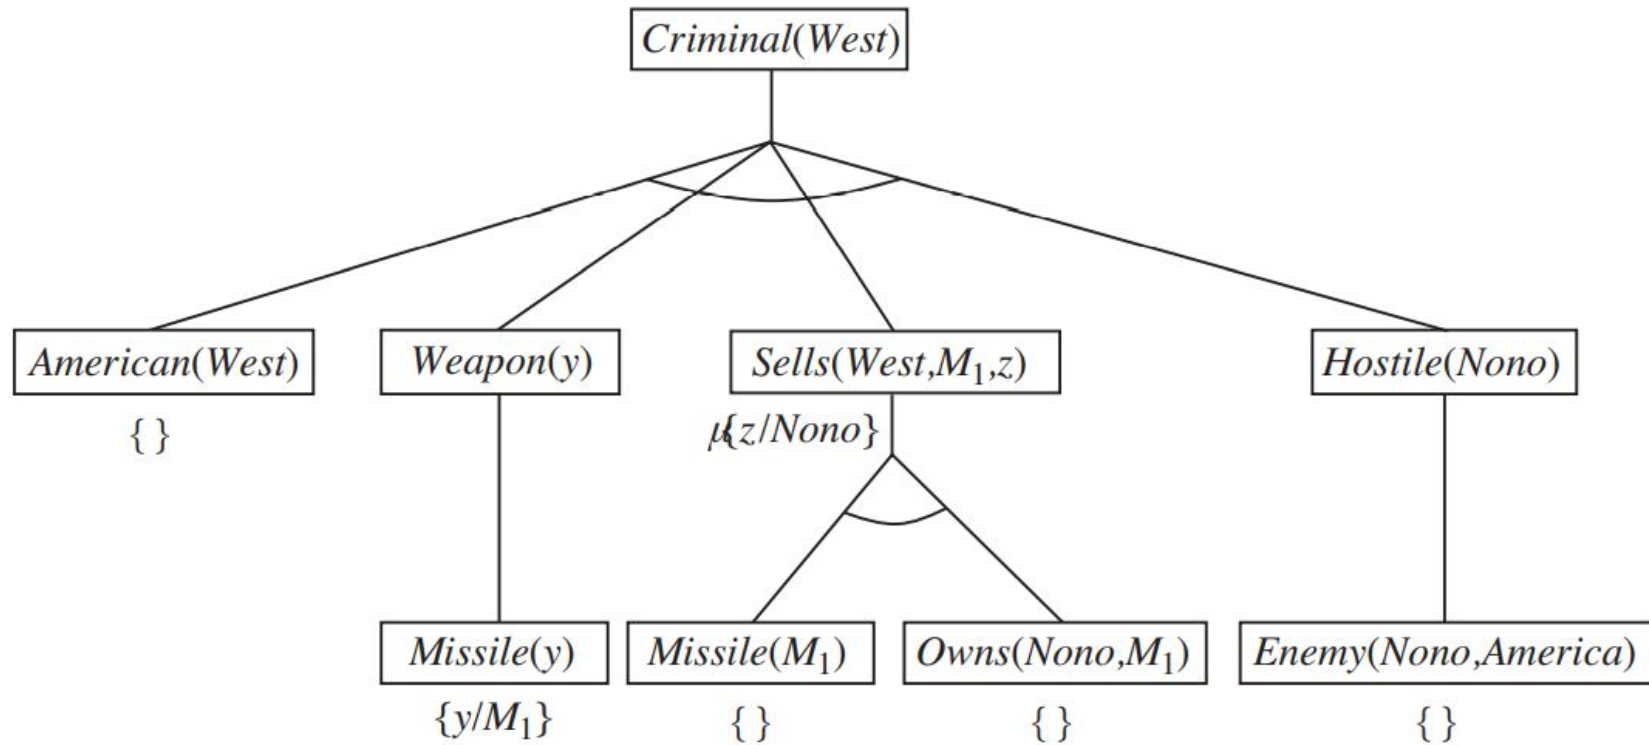 Criminal(West)
American(West)
Weapon(y)
Sells(West,M₁,z)
Hostile(Nono)
{ }
{z/Nono}
Missile(y)
Missile(M₁)
Owns(Nono,M₁)
Enemy(Nono,America)
{y/M₁}
{ }
{ }
{ }